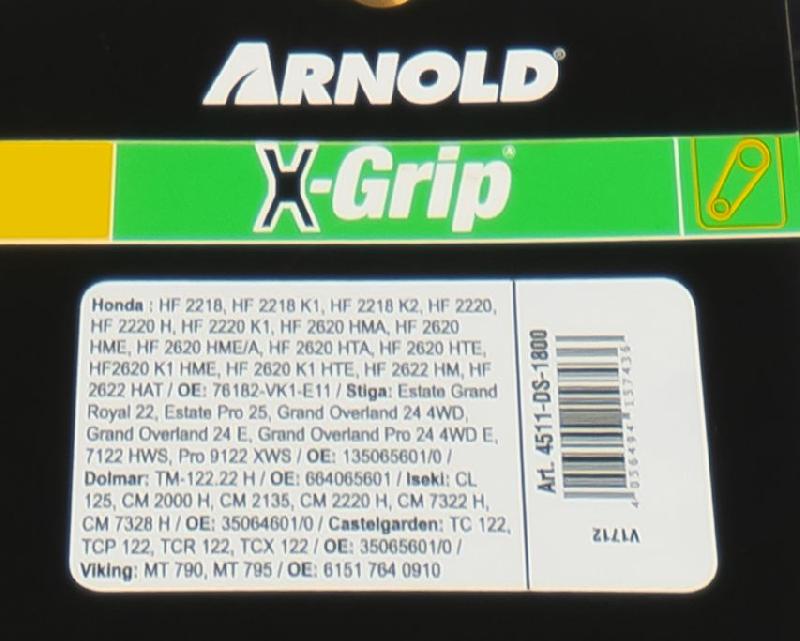 ARNOLD®
X-Grip®
Honda : HF 2218, HF 2218 K1, HF 2218 K2, HF 2220,
HF 2220 H, HF 2220 K1, HF 2620 HMA, HF 2620
HME, HF 2620 HME/A, HF 2620 HTA, HF 2620 HTE,
HF2620 K1 HME, HF 2620 K1 HTE, HF 2622 HM, HF
2622 HAT / OE: 76182-VK1-E11 / Stiga: Estate Grand
Royal 22, Estate Pro 25, Grand Overland 24 4WD,
Grand Overland 24 E, Grand Overland Pro 24 4WD E,
7122 HWS, Pro 9122 XWS / OE: 135065601/0 /
Dolmar: TM-122.22 H / OE: 664065601 / Iseki: CL
125, CM 2000 H, CM 2135, CM 2220 H, CM 7322 H,
CM 7328 H / OE: 35064601/0 / Castelgarden: TC 122,
TCP 122, TCR 122, TCX 122 / OE: 35065601/0 /
Viking: MT 790, MT 795 / OE: 6151 764 0910
Art. 4511-DS-1800
V1712